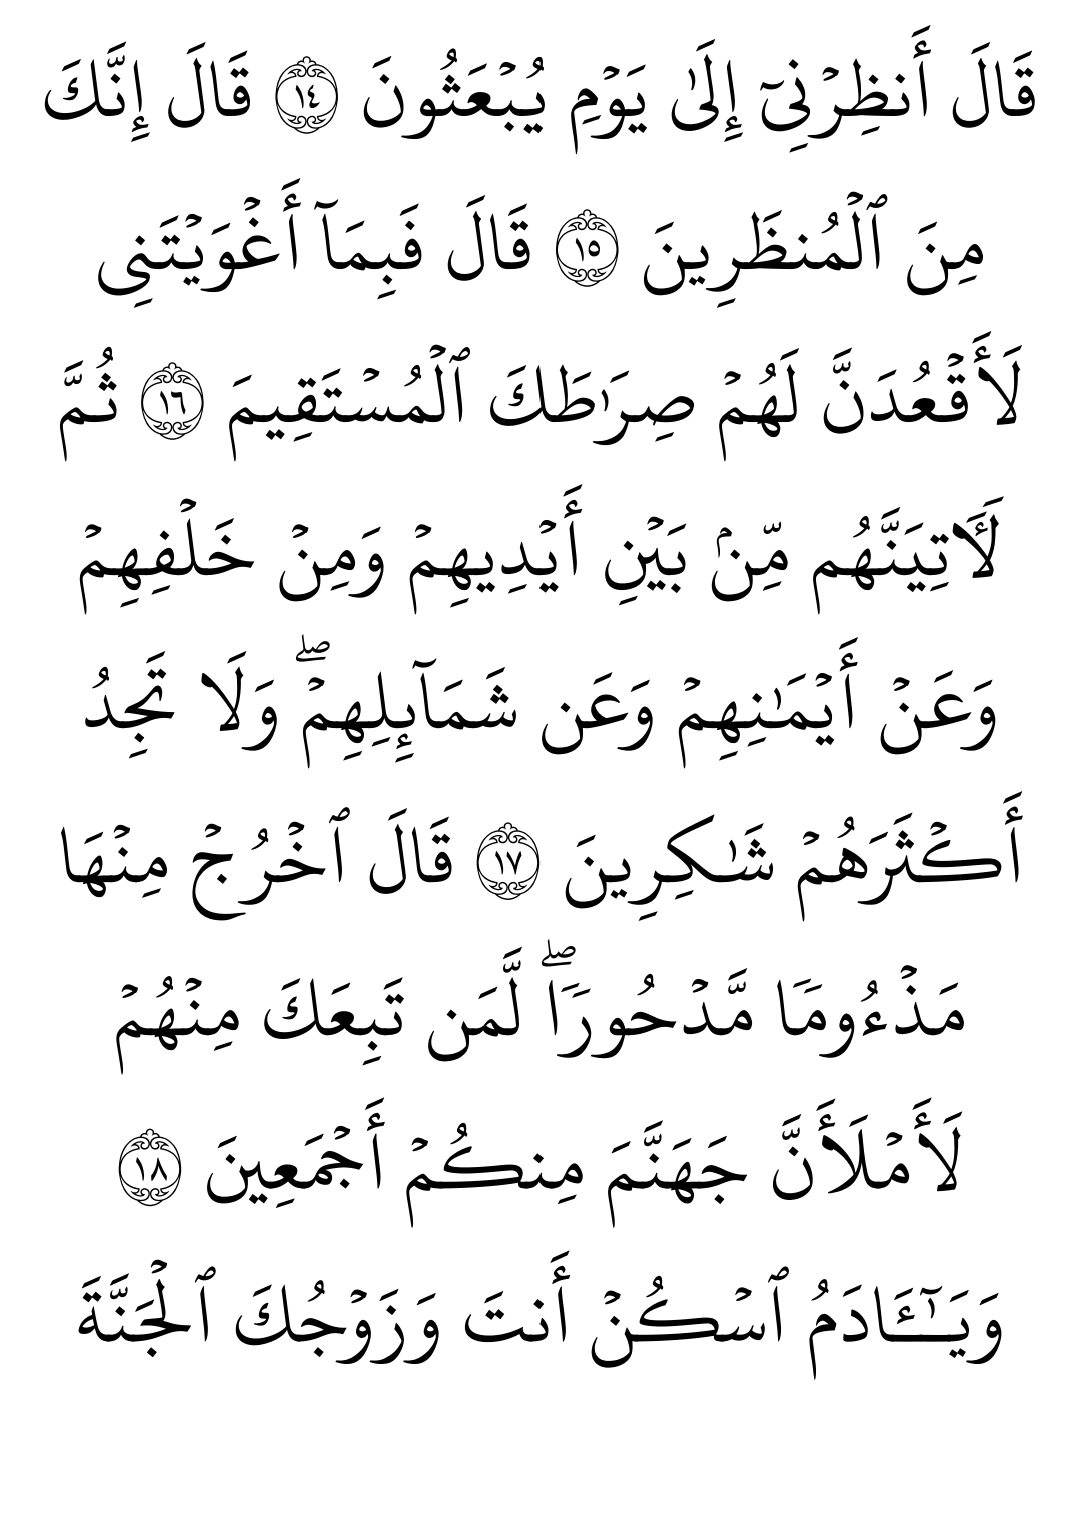 قَالَ أَنظِرْنِىٓ إِلَىٰ يَوْمِ يُبْعَثُونَ ١٤ قَالَ إِنَّكَ
مِنَ ٱلْمُنظَرِينَ ١٥ قَالَ فَبِمَآ أَغْوَيْتَنِى
لَأَقْعُدَنَّ لَهُمْ صِرَٰطَكَ ٱلْمُسْتَقِيمَ ١٦ ثُمَّ
لَـَٔاتِيَنَّهُم مِّنۢ بَيْنِ أَيْدِيهِمْ وَمِنْ خَلْفِهِمْ
وَعَنْ أَيْمَـٰنِهِمْ وَعَن شَمَآئِلِهِمْ ۖ وَلَا تَجِدُ
أَكْثَرَهُمْ شَـٰكِرِينَ ١٧ قَالَ ٱخْرُجْ مِنْهَا
مَذْءُومًا مَّدْحُورًا ۖ لَّمَن تَبِعَكَ مِنْهُمْ
لَأَمْلَأَنَّ جَهَنَّمَ مِنكُمْ أَجْمَعِينَ ١٨
وَيَـٰٓـَٔادَمُ ٱسْكُنْ أَنتَ وَزَوْجُكَ ٱلْجَنَّةَ